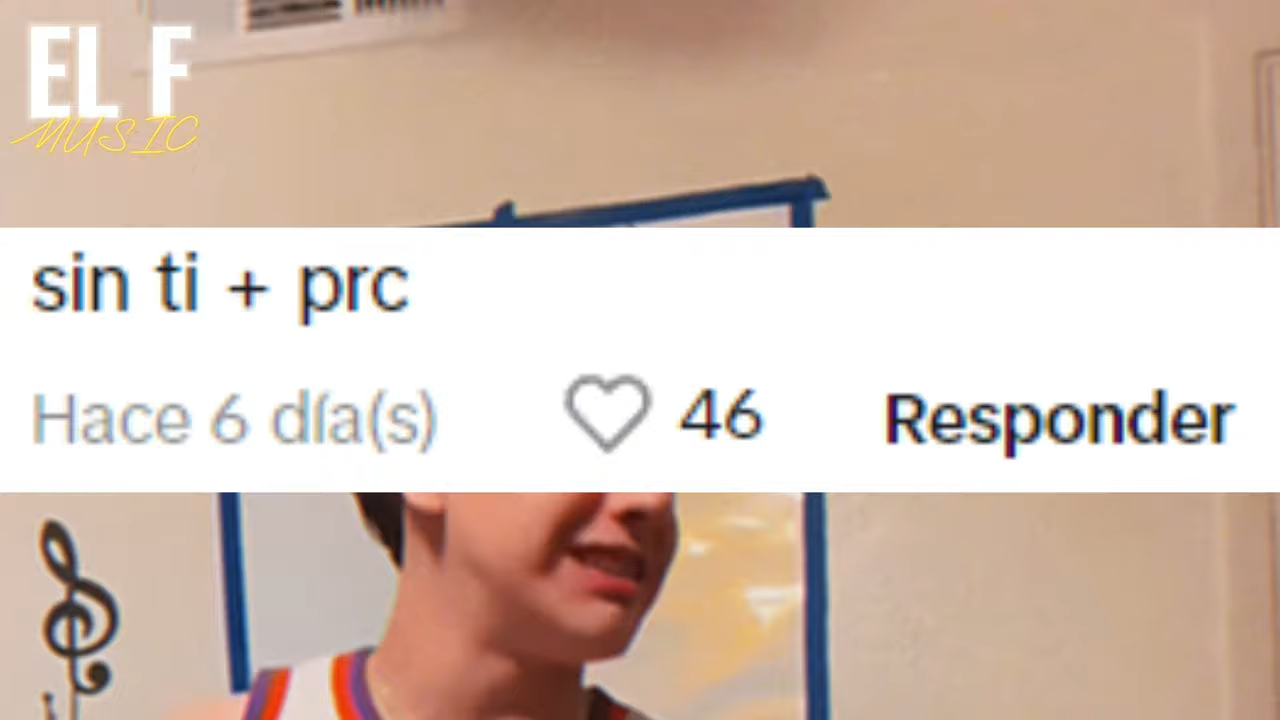 EL F
MUSIC
sin ti + prc
Hace 6 día(s)
46
Responder